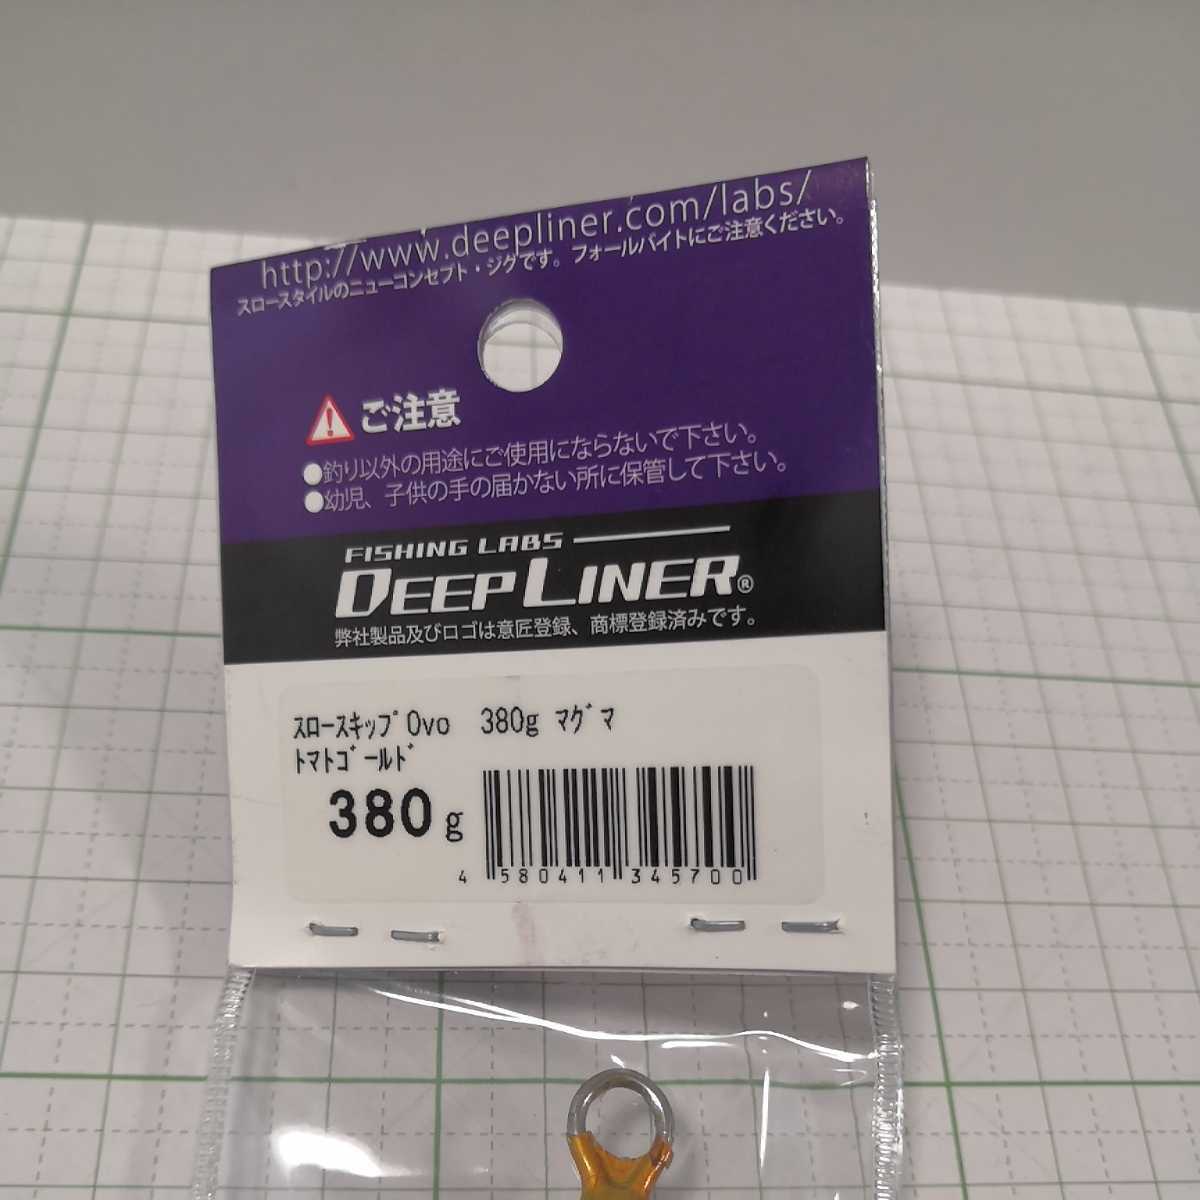 http://www.deepliner.com/labs/
スロースタイルのニューコンセプト・ジグです。フォールバイトにご注意ください。
ご注意
●釣り以外の用途にご使用にならないで下さい。
●幼児、子供の手の届かない所に保管して下さい。
FISHING LABS
DEEP LINER®
弊社製品及びロゴは意匠登録、商標登録済みです。
ｽﾛｰｽｷｯﾌﾟOvo 380g ﾏｸﾞﾏ
ﾄﾏﾄｺﾞｰﾙﾄﾞ
380g
4 580411 345700